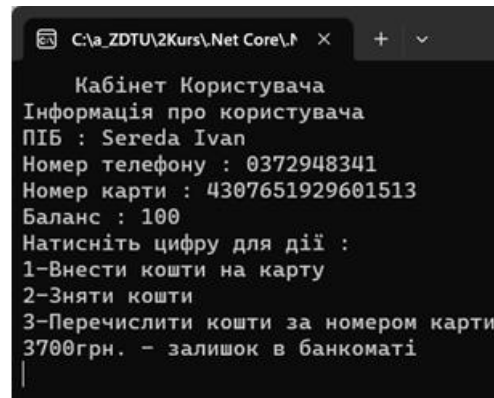 C:\a_ZDTU\2Kurs\.Net Core\.
Кабінет Користувача
Інформація про користувача
ПІБ : Sereda Ivan
Номер телефону : 0372948341
Номер карти : 4307651929601513
Баланс : 100
Натисніть цифру для дії :
1-Внести кошти на карту
2-Зняти кошти
3-Перечислити кошти за номером карти
3700грн. - залишок в банкоматі